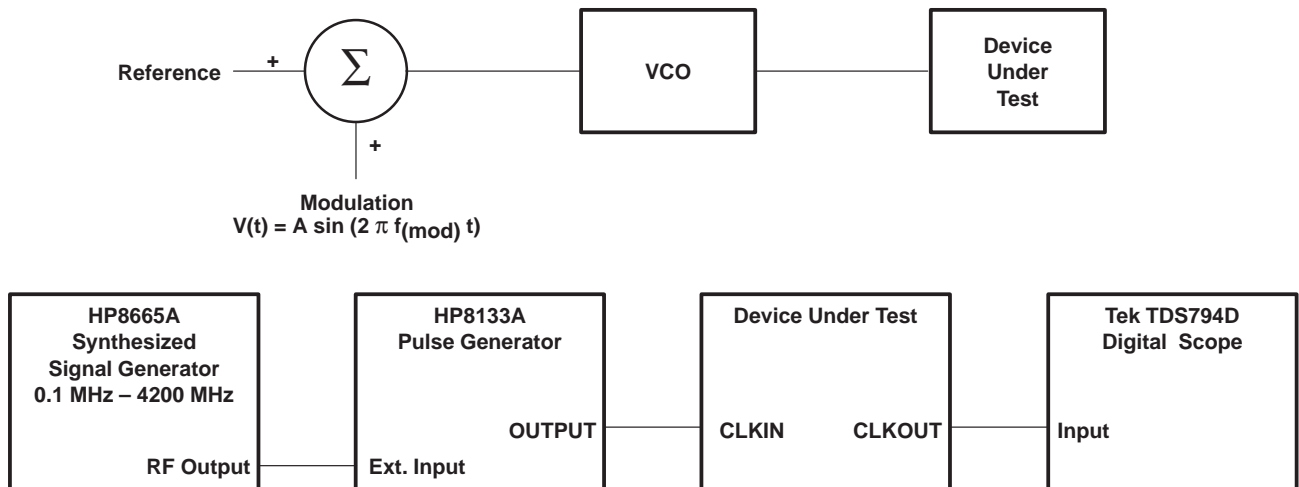 Reference
+
Σ
+
VCO
Device
Under
Test
Modulation
V(t) = A sin (2 π f(mod) t)
HP8665A
Synthesized
Signal Generator
0.1 MHz – 4200 MHz
RF Output
HP8133A
Pulse Generator
OUTPUT
Ext. Input
Device Under Test
CLKIN
CLKOUT
Tek TDS794D
Digital Scope
Input